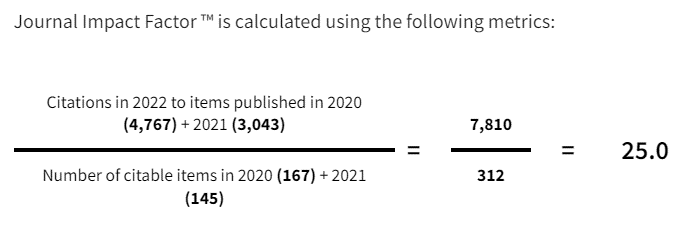 Journal Impact Factor ™ is calculated using the following metrics:
Citations in 2022 to items published in 2020
(4,767) + 2021 (3,043)
Number of citable items in 2020 (167) + 2021
(145)
=
7,810
312
=
25.0